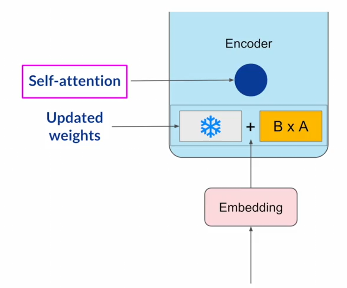 Encoder
Self-attention
Updated
weights
+
B x A
Embedding